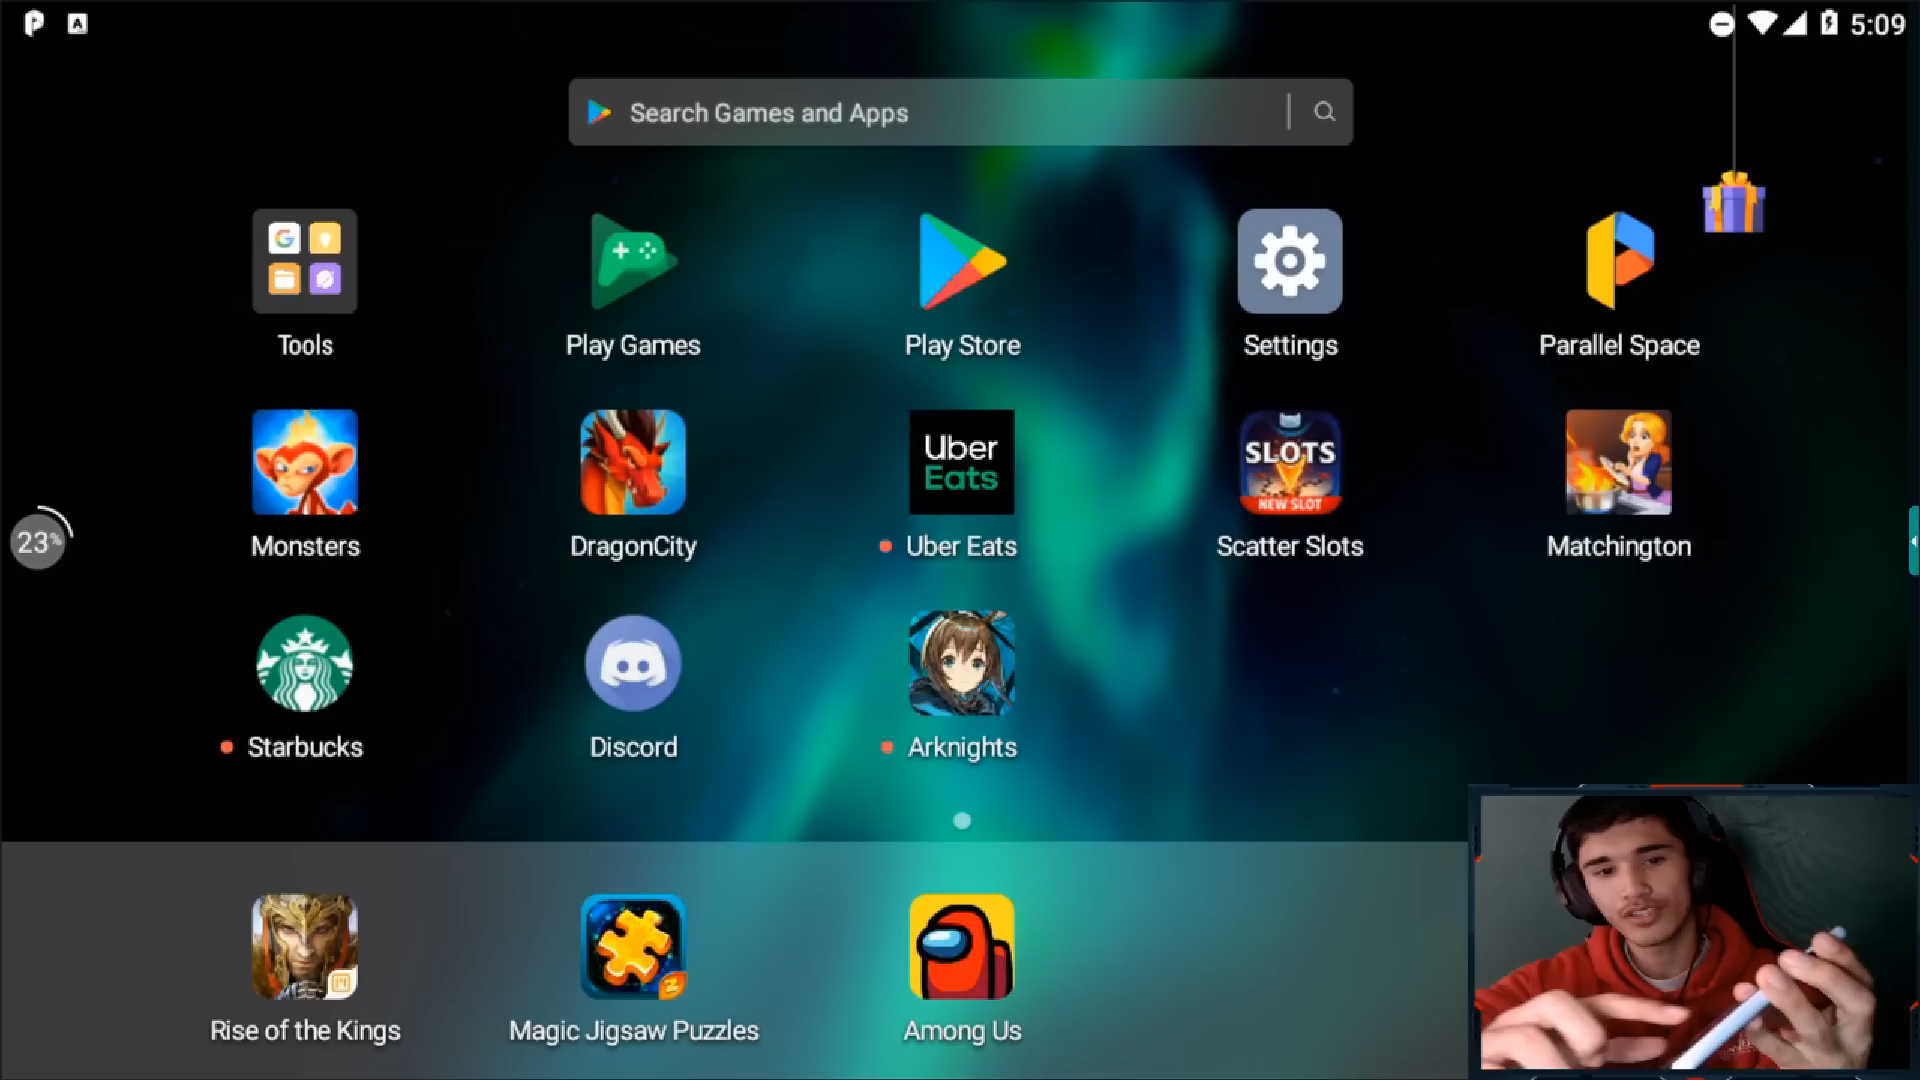 5:09
Search Games and Apps
Tools
Play Games
Play Store
Settings
Parallel Space
Uber
Eats
SLOTS
NEW SLOT
Monsters
DragonCity
Uber Eats
Scatter Slots
Matchington
23%
Starbucks
Discord
Arknights
Rise of the Kings
Magic Jigsaw Puzzles
Among Us